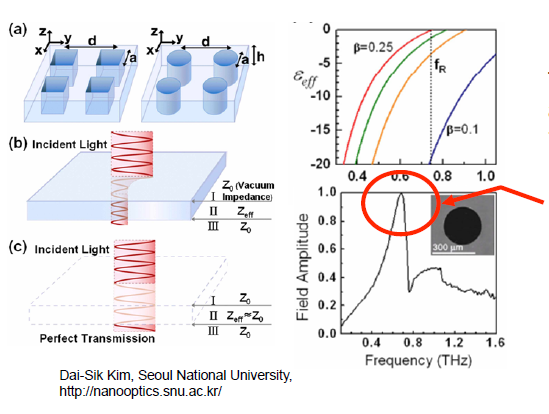 (a)
z
y
x
d
a
z
y
x
d
a
h
(b)
Incident Light
Z0 (Vacuum
Impedance)
I
II Zeff
III Z0
(c)
Incident Light
I Z0
II Zeff≈Z0
III Z0
Perfect Transmission
εeff
0
-5
-10
-15
-20
β=0.25
fR
β=0.1
0.4 0.6 0.8 1.0
Field Amplitude
1.0
0.8
0.6
0.4
0.2
0.0
300 μm
0.4 0.8 1.2 1.6
Frequency (THz)
Dai-Sik Kim, Seoul National University,
http://nanooptics.snu.ac.kr/